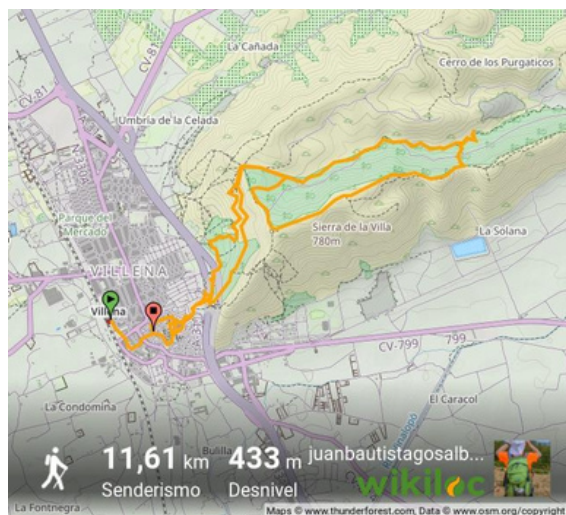 La Cañada
CV-81
CV-81
Cerro de los Purgaticos
Umbría de la Celada
N-330A
Parque del
Mercado
VILLENA
Sierra de la Villa
780m
La Solana
Villena
CV-799
799
La Condomina
El Caracol
Bulilla
11,61 km
433 m
juanbautistagosalb...
Senderismo
Desnivel
wikiloc
La Fontnegra
Maps © www.thunderforest.com, Data © www.osm.org/copyright